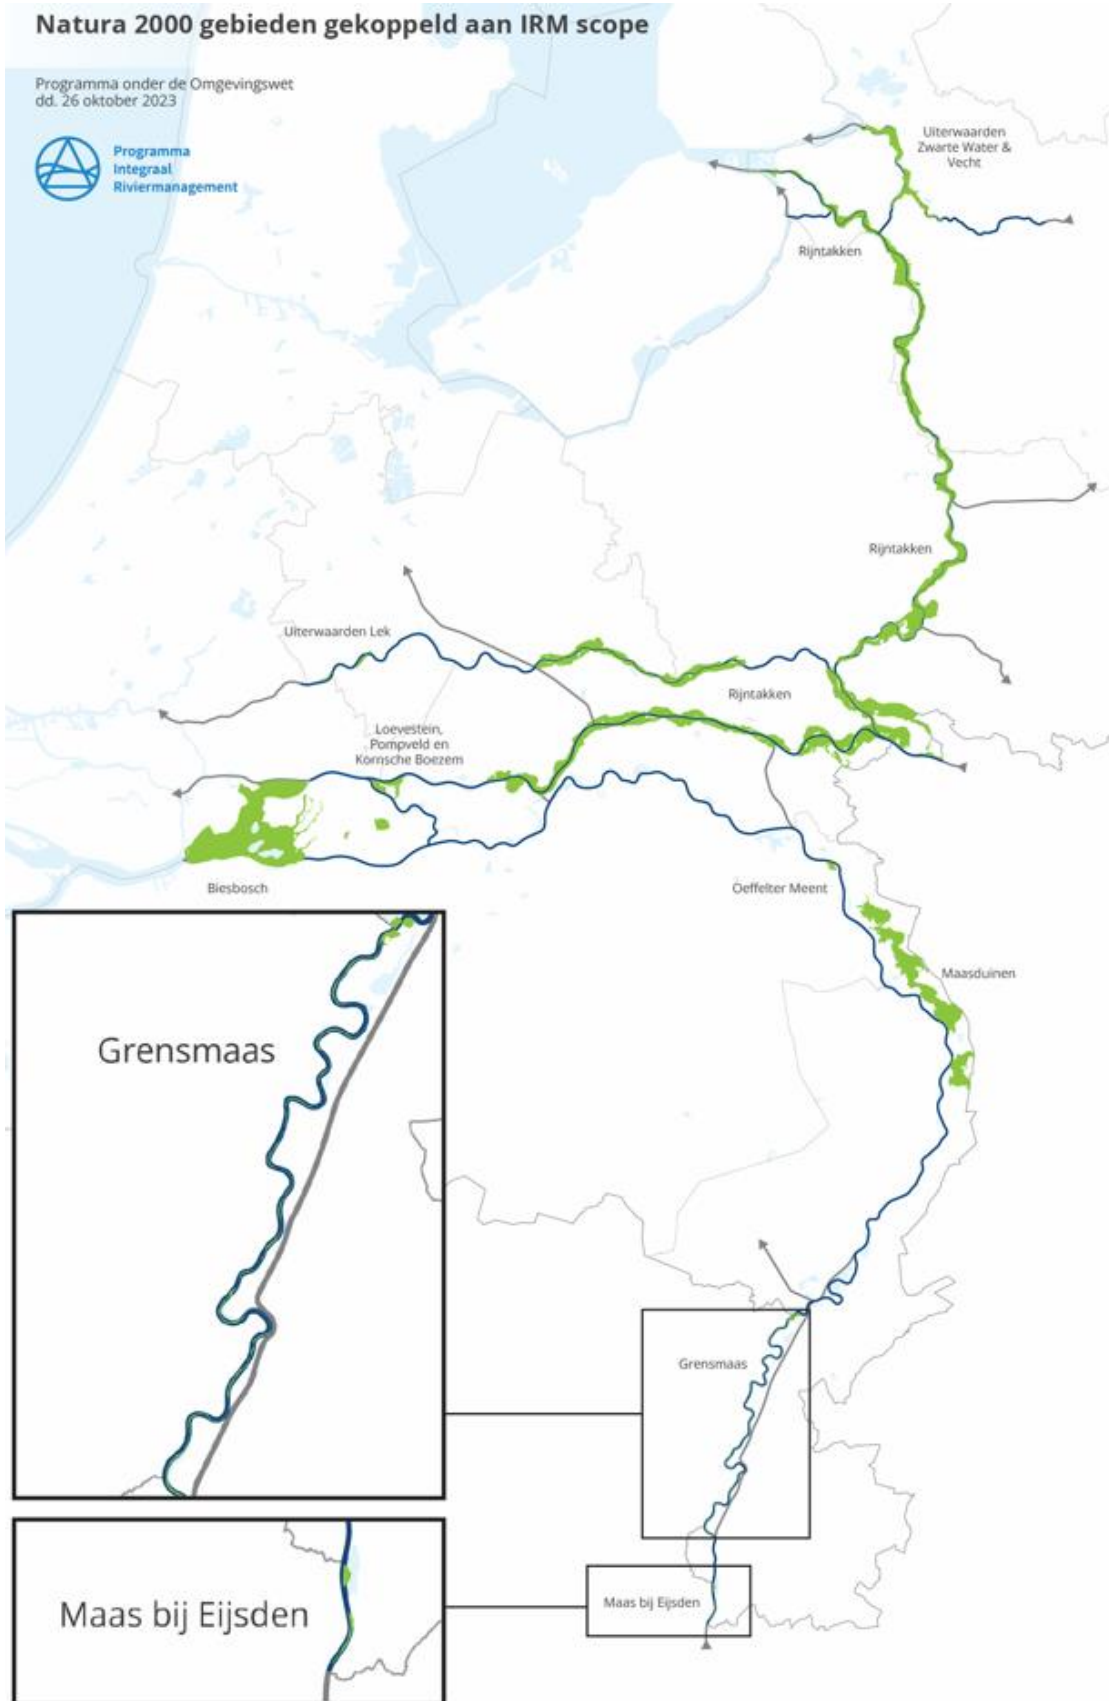 Natura 2000 gebieden gekoppeld aan IRM scope
Programma onder de Omgevingswet
dd. 26 oktober 2023
Programma
Integraal
Riviermanagement
Uiterwaarden
Zwarte Water &
Vecht
Rijntakken
Rijntakken
Uiterwaarden Lek
Rijntakken
Loevestein,
Pompveld en
Kornsche Boezem
Biesbosch
Oeffelter Meent
Maasduinen
Grensmaas
Grensmaas
Maas bij Eijsden
Maas bij Eijsden